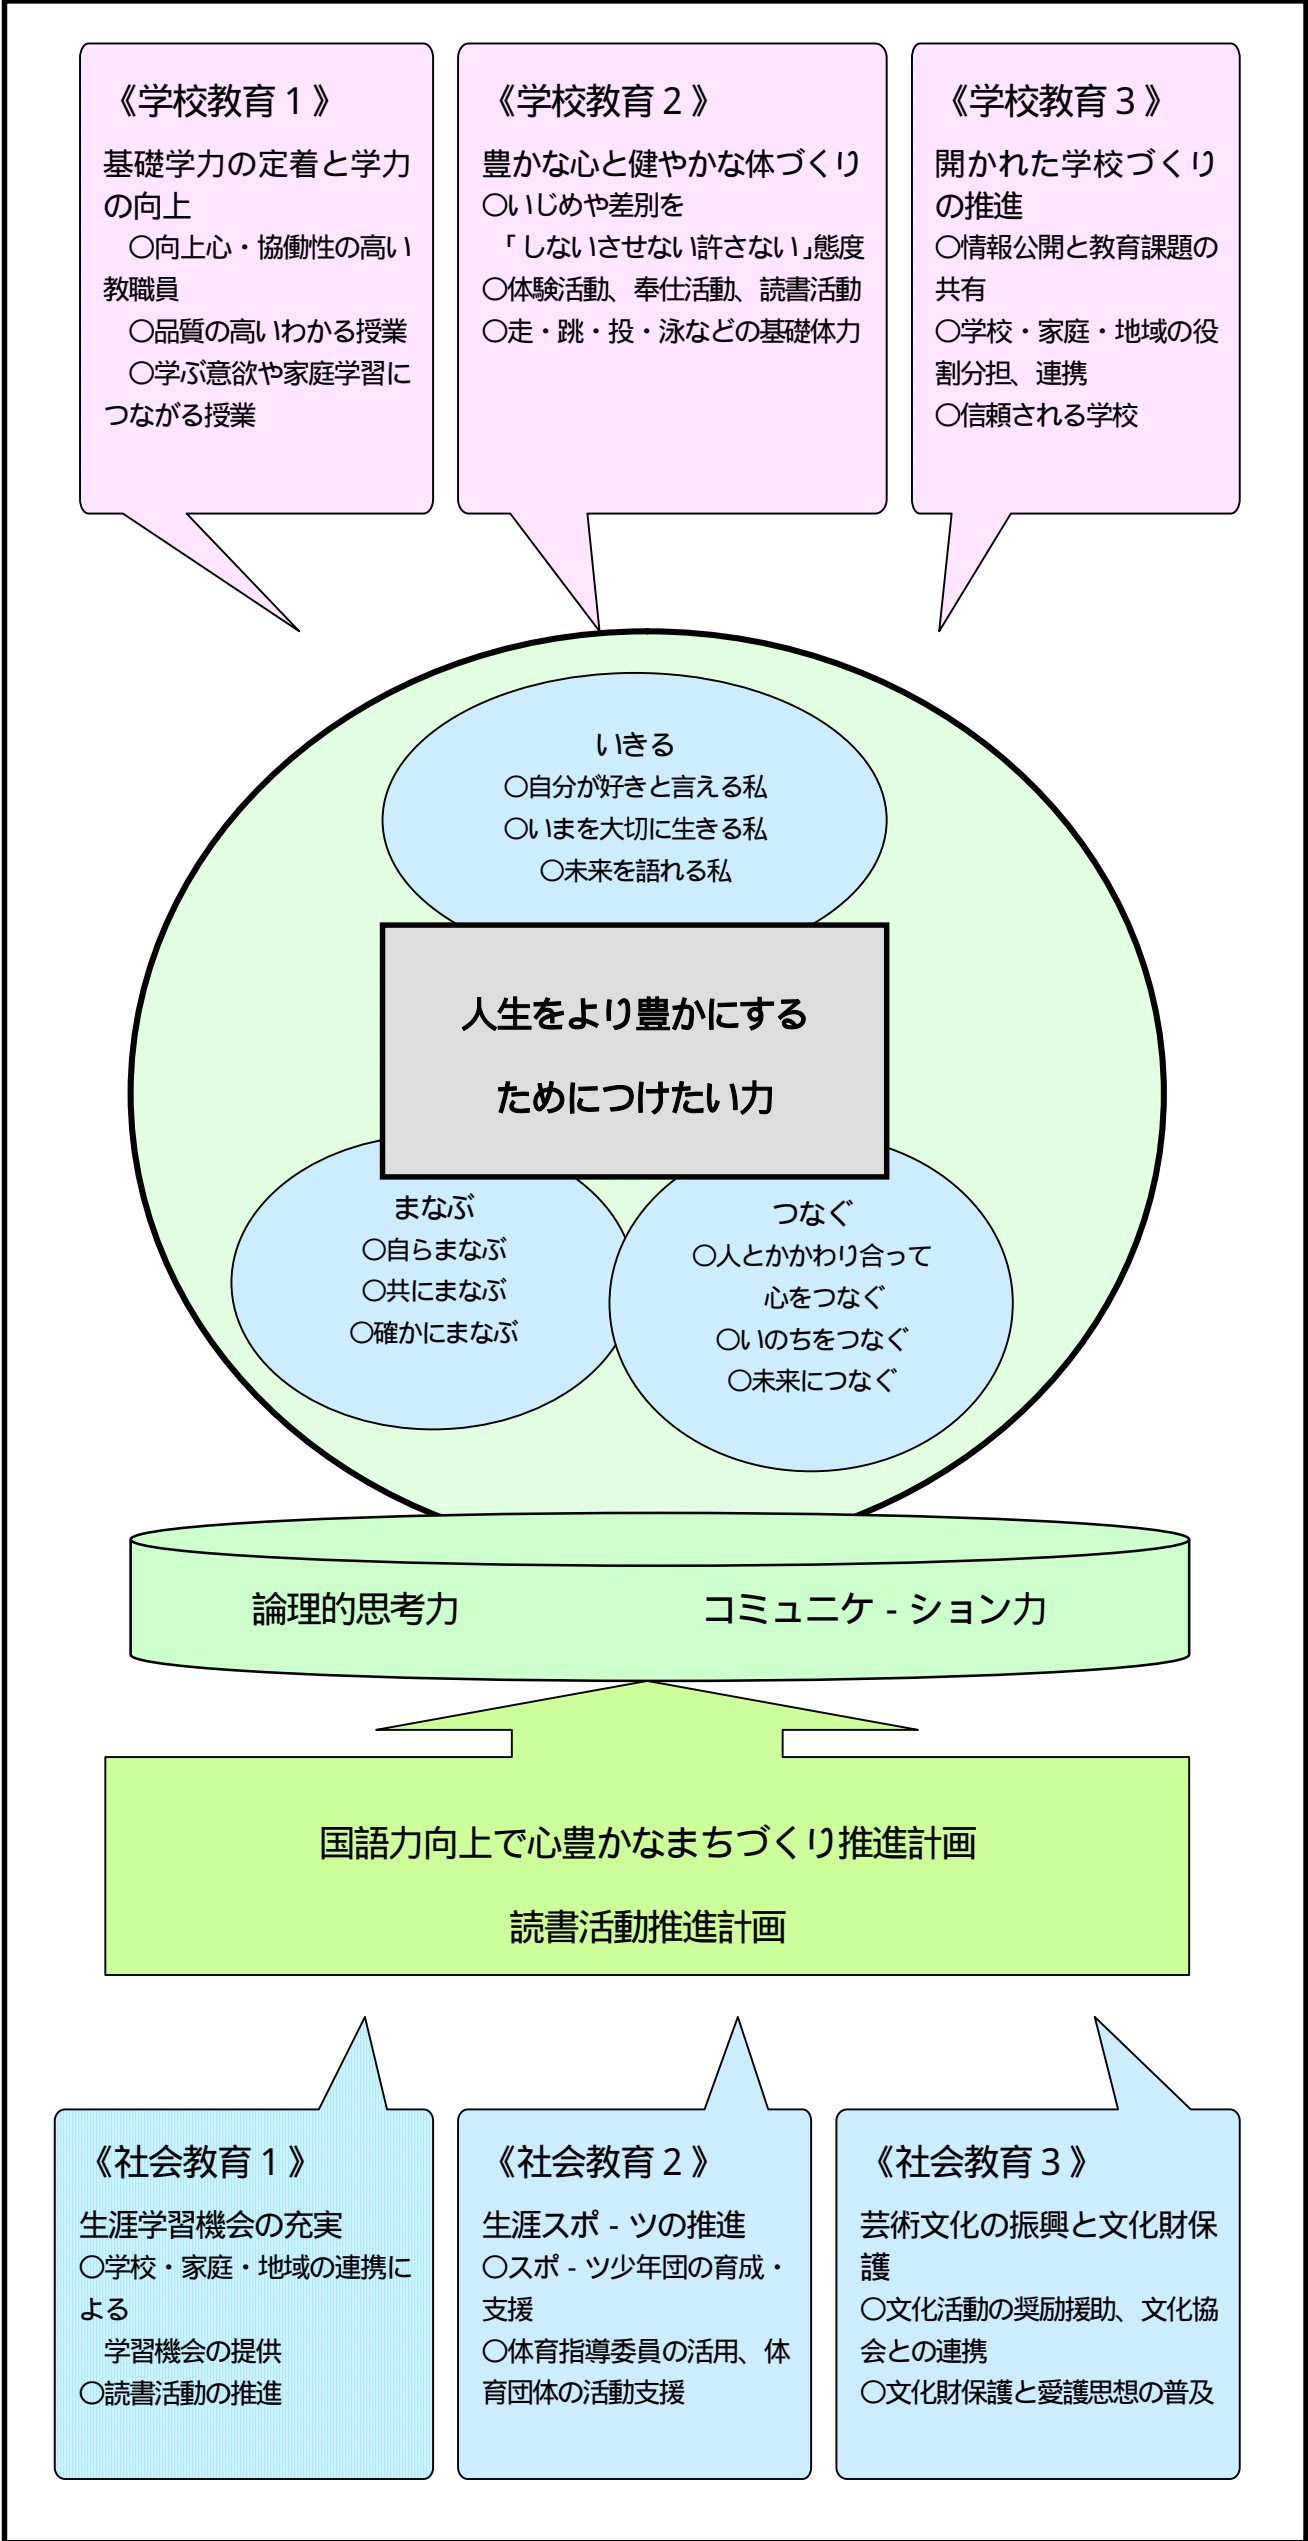 《学校教育１》
基礎学力の定着と学力
の向上
　○向上心・協働性の高い
教職員
　○品質の高いわかる授業
　○学ぶ意欲や家庭学習に
つながる授業
《学校教育２》
豊かな心と健やかな体づくり
○いじめや差別を
「しないさせない許さない」態度
○体験活動、奉仕活動、読書活動
○走・跳・投・泳などの基礎体力
《学校教育３》
開かれた学校づくり
の推進
○情報公開と教育課題の
共有
○学校・家庭・地域の役
割分担、連携
○信頼される学校
いきる
○自分が好きと言える私
○いまを大切に生きる私
○未来を語れる私
人生をより豊かにする
ためにつけたい力
まなぶ
○自らまなぶ
○共にまなぶ
○確かにまなぶ
つなぐ
○人とかかわり合って
心をつなぐ
○いのちをつなぐ
○未来につなぐ
論理的思考力　　　コミュニケ-ション力
国語力向上で心豊かなまちづくり推進計画
読書活動推進計画
《社会教育１》
生涯学習機会の充実
○学校・家庭・地域の連携に
よる
　学習機会の提供
○読書活動の推進
《社会教育２》
生涯スポ-ツの推進
○スポ-ツ少年団の育成・
支援
○体育指導委員の活用、体
育団体の活動支援
《社会教育３》
芸術文化の振興と文化財保
護
○文化活動の奨励援助、文化協
会との連携
○文化財保護と愛護思想の普及